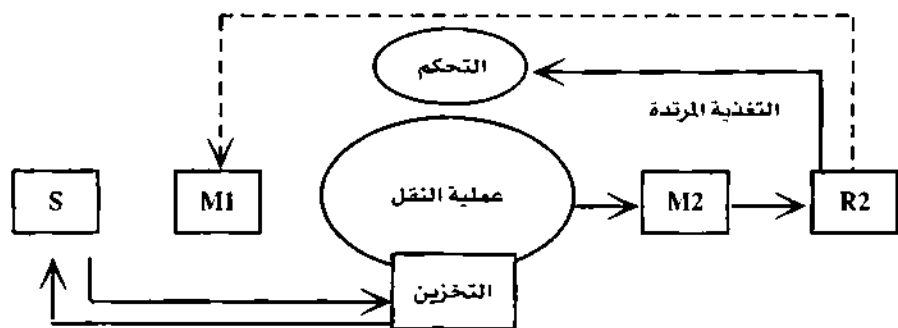 التحكم
التغذية المرتدة
S
M1
عملية النقل
M2
R2
التخزين